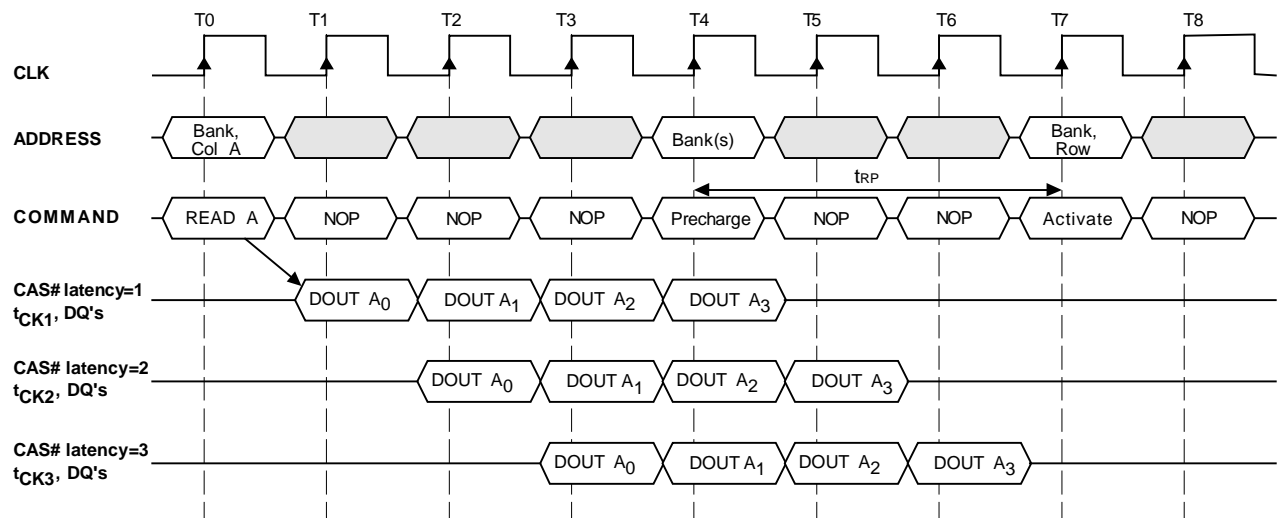 T0 T1 T2 T3 T4 T5 T6 T7 T8
CLK
ADDRESS Bank, Col A Bank(s) Bank, Row
tRP
COMMAND READ A NOP NOP NOP Precharge NOP NOP Activate NOP
CAS# latency=1
tCK1, DQ's DOUT A0 DOUT A1 DOUT A2 DOUT A3
CAS# latency=2
tCK2, DQ's DOUT A0 DOUT A1 DOUT A2 DOUT A3
CAS# latency=3
tCK3, DQ's DOUT A0 DOUT A1 DOUT A2 DOUT A3